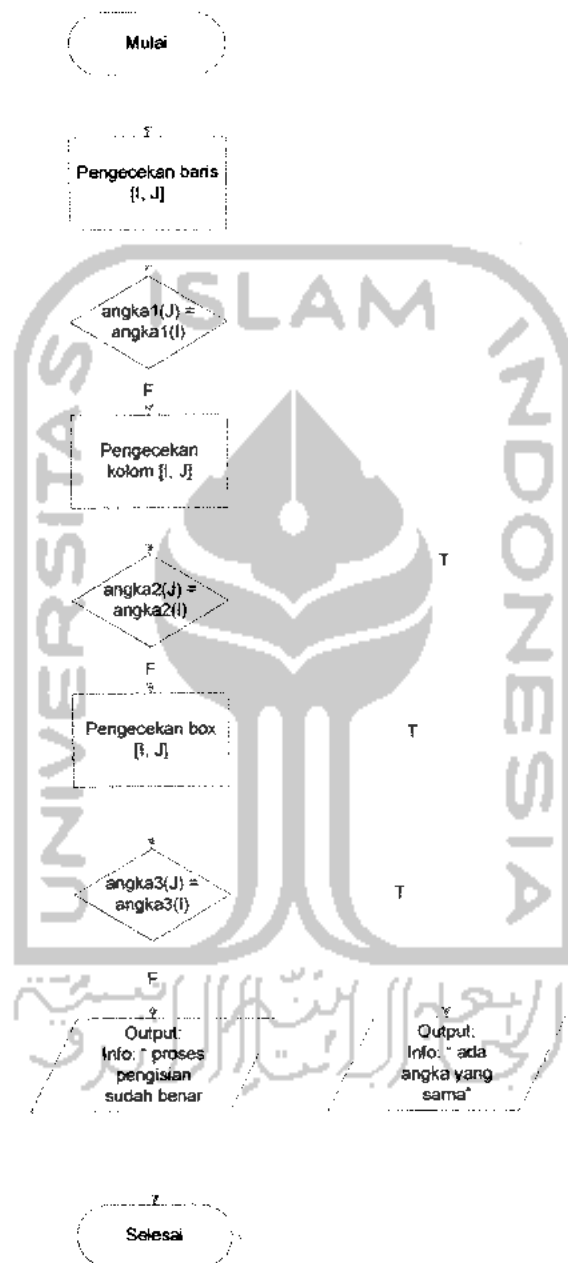 Mulai
Pengecekan baris
[I, J]
ISLAM
UNIVERSITAS
INDONESIA
angka1(J) =
angka1(I)
F
Pengecekan
kolom [I, J]
angka2(J) =
angka2(I)
T
F
Pengecekan box
[I, J]
T
angka3(J) =
angka3(I)
T
F
Output:
Info: " proses
pengisian
sudah benar
Output:
Info: " ada
angka yang
sama"
Selesai